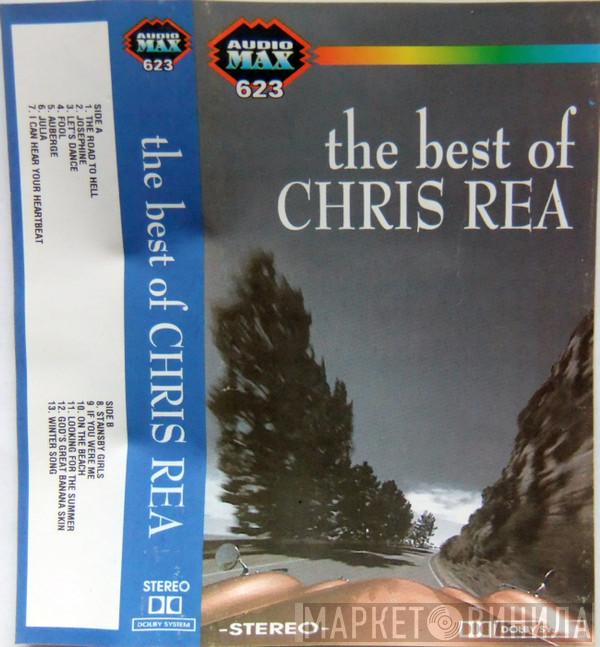 SIDE A
1. THE ROAD TO HELL
2. JOSEPHINE
3. LET'S DANCE
4. FOOL
5. AUBERGE
6. JULIA
7. I CAN HEAR YOUR HEARTBEAT
SIDE B
8. STAINSBY GIRLS
9. IF YOU WERE ME
10. ON THE BEACH
11. LOOKING FOR THE SUMMER
12. GOD'S GREAT BANANA SKIN
13. WINTER SONG
AUDIO
MAX
623
the best of CHRIS REA
STEREO
DOLBY SYSTEM
AUDIO
MAX
623
the best of
CHRIS REA
-STEREO-
DOLBY SY
МАРКЕТ ВИНИЛА